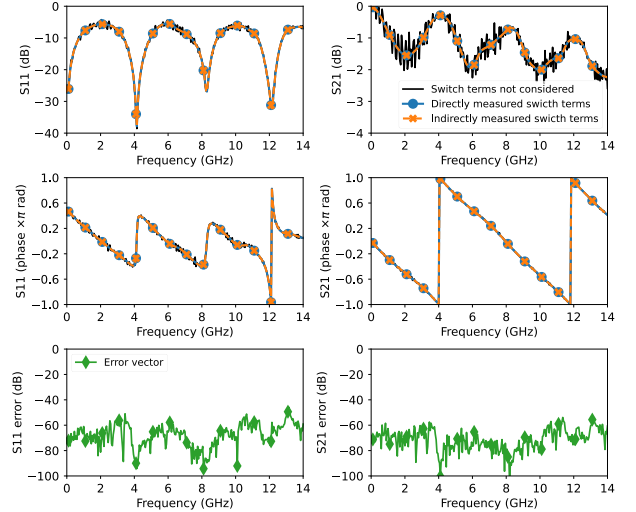 0
−10
−20
−30
−40
S11 (dB)
0 2 4 6 8 10 12 14
Frequency (GHz)
0
−1
−2
−3
−4
S21 (dB)
Switch terms not considered
Directly measured swicth terms
Indirectly measured swicth terms
0 2 4 6 8 10 12 14
Frequency (GHz)
1.0
0.6
0.2
−0.2
−0.6
−1.0
S11 (phase ×π rad)
0 2 4 6 8 10 12 14
Frequency (GHz)
1.0
0.6
0.2
−0.2
−0.6
−1.0
S21 (phase ×π rad)
0 2 4 6 8 10 12 14
Frequency (GHz)
0
−20
−40
−60
−80
−100
S11 error (dB)
Error vector
0 2 4 6 8 10 12 14
Frequency (GHz)
0
−20
−40
−60
−80
−100
S21 error (dB)
0 2 4 6 8 10 12 14
Frequency (GHz)